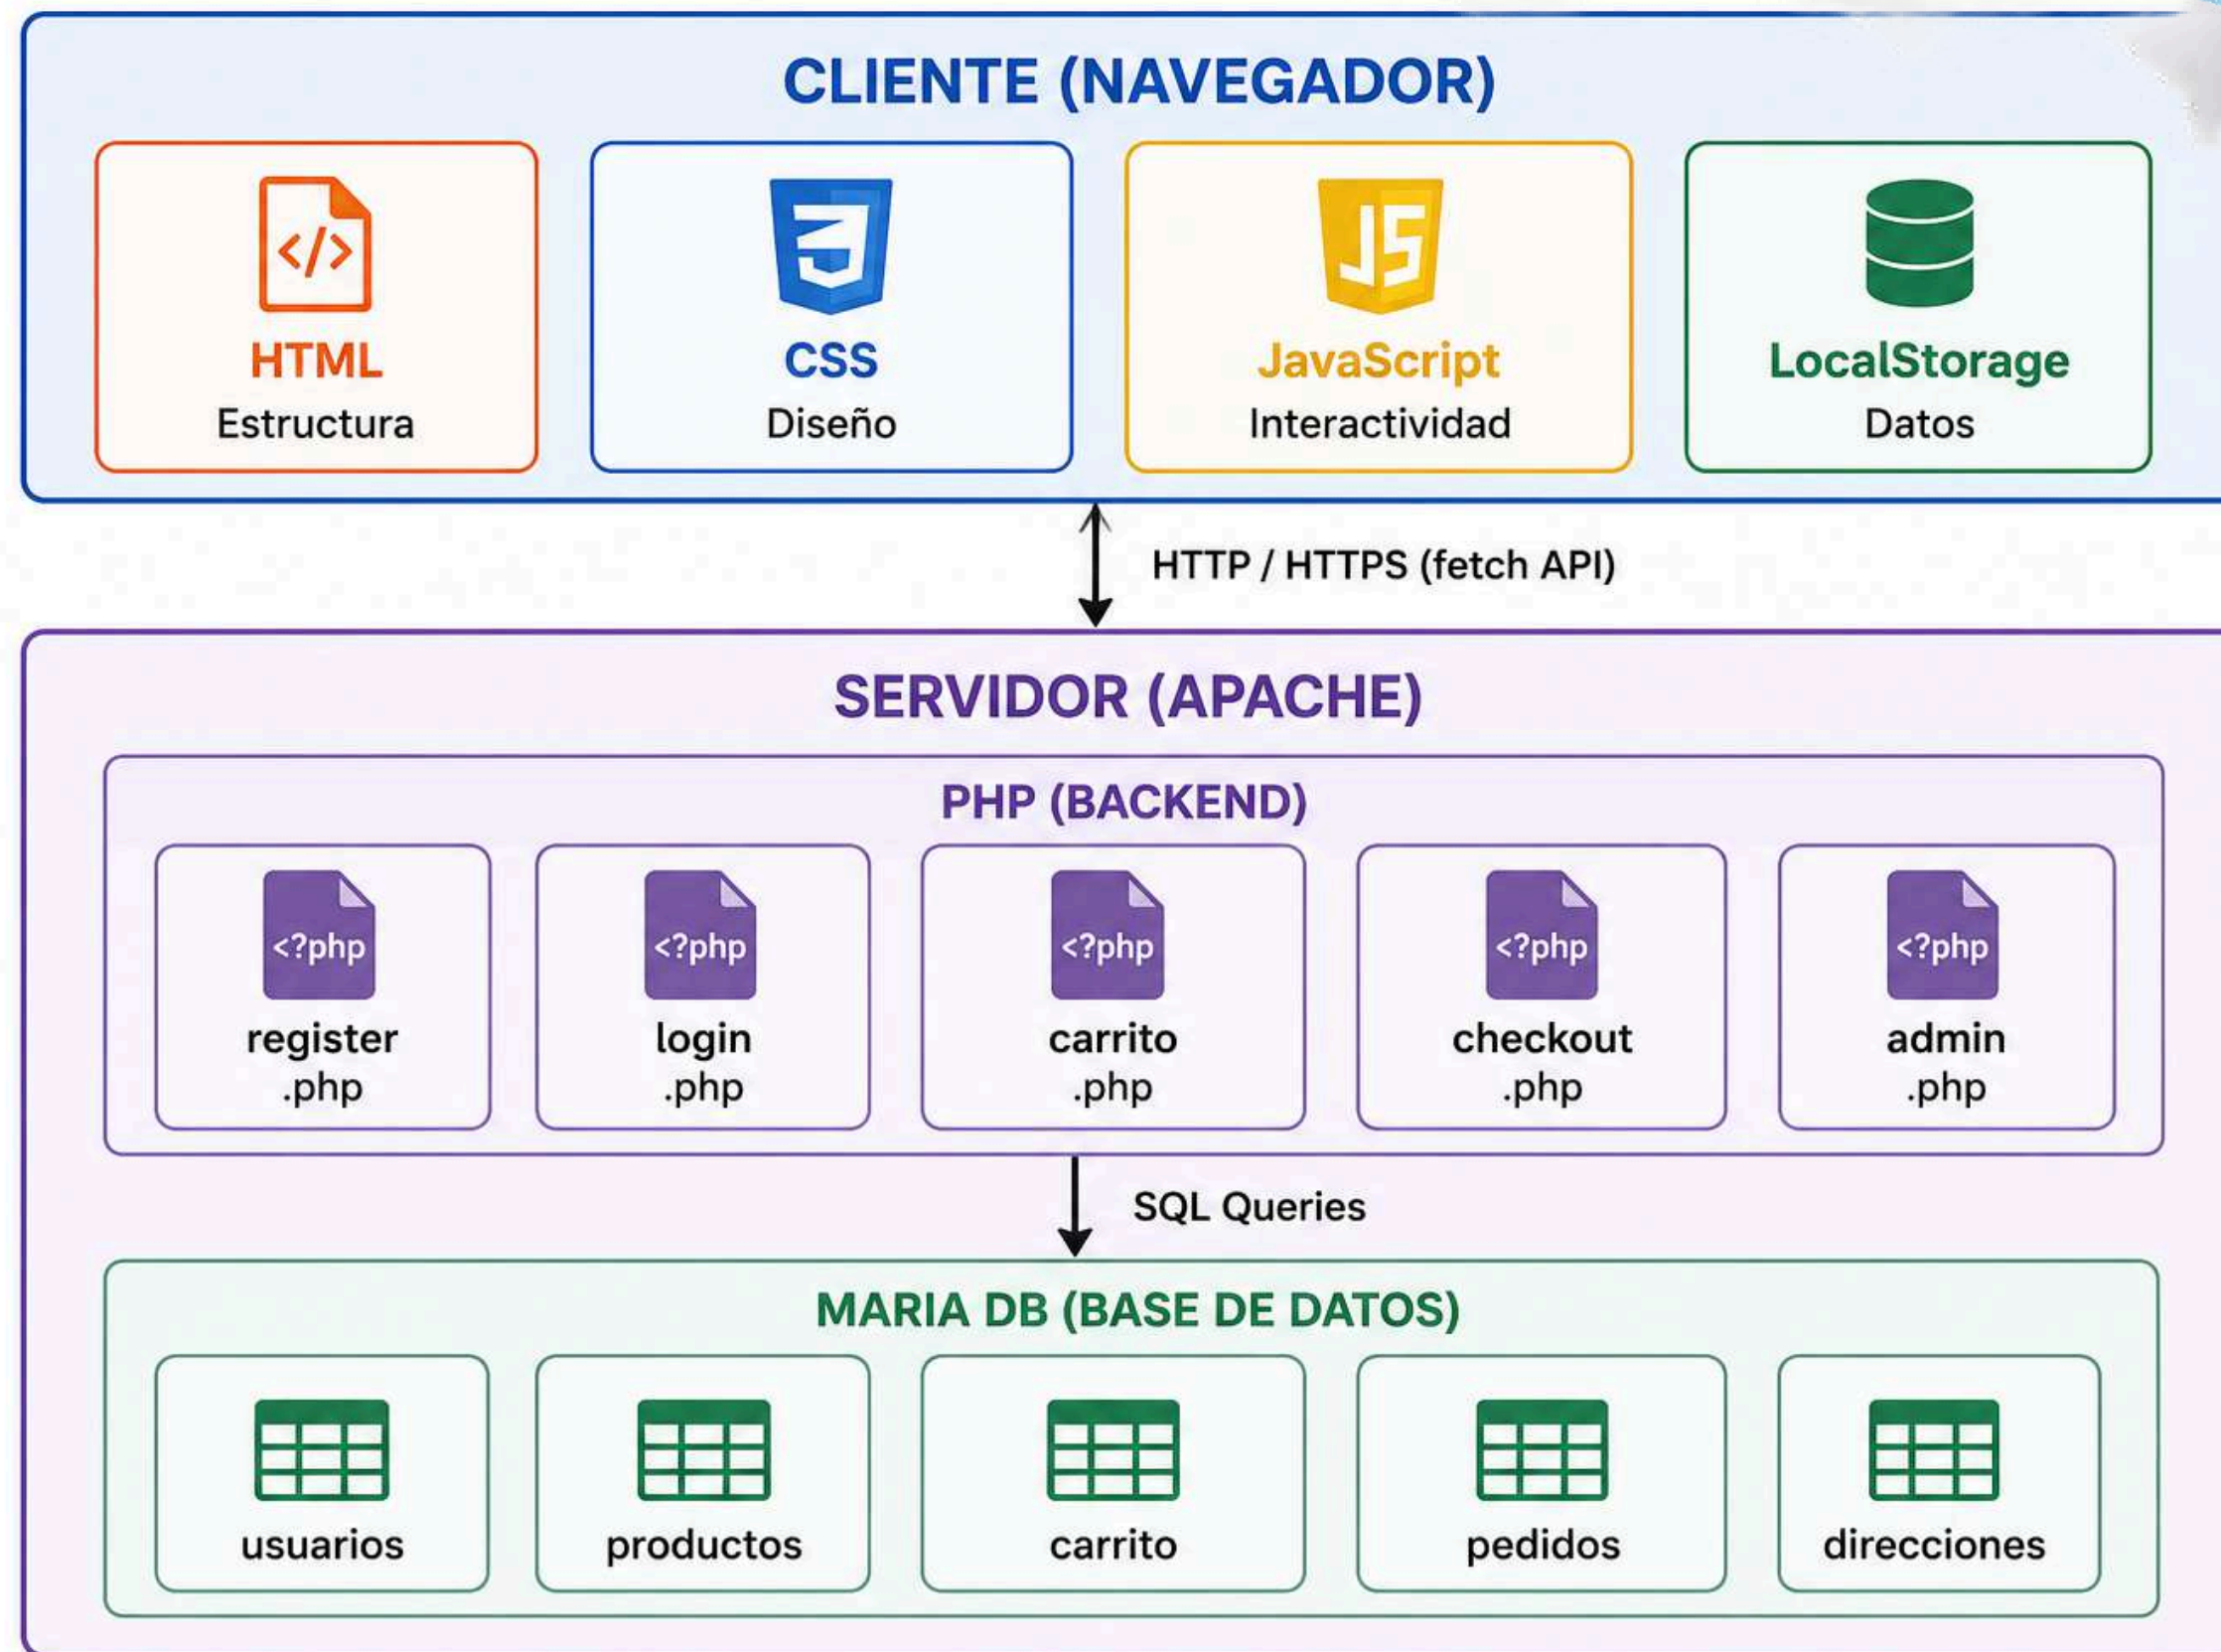 CLIENTE (NAVEGADOR)
</>
3
JS
HTML
CSS
JavaScript
LocalStorage
Estructura
Diseño
Interactividad
Datos
HTTP / HTTPS (fetch API)
SERVIDOR (APACHE)
PHP (BACKEND)
<?php
<?php
<?php
<?php
<?php
register
.php
login
.php
carrito
.php
checkout
.php
admin
.php
SQL Queries
MARIA DB (BASE DE DATOS)
usuarios
productos
carrito
pedidos
direcciones